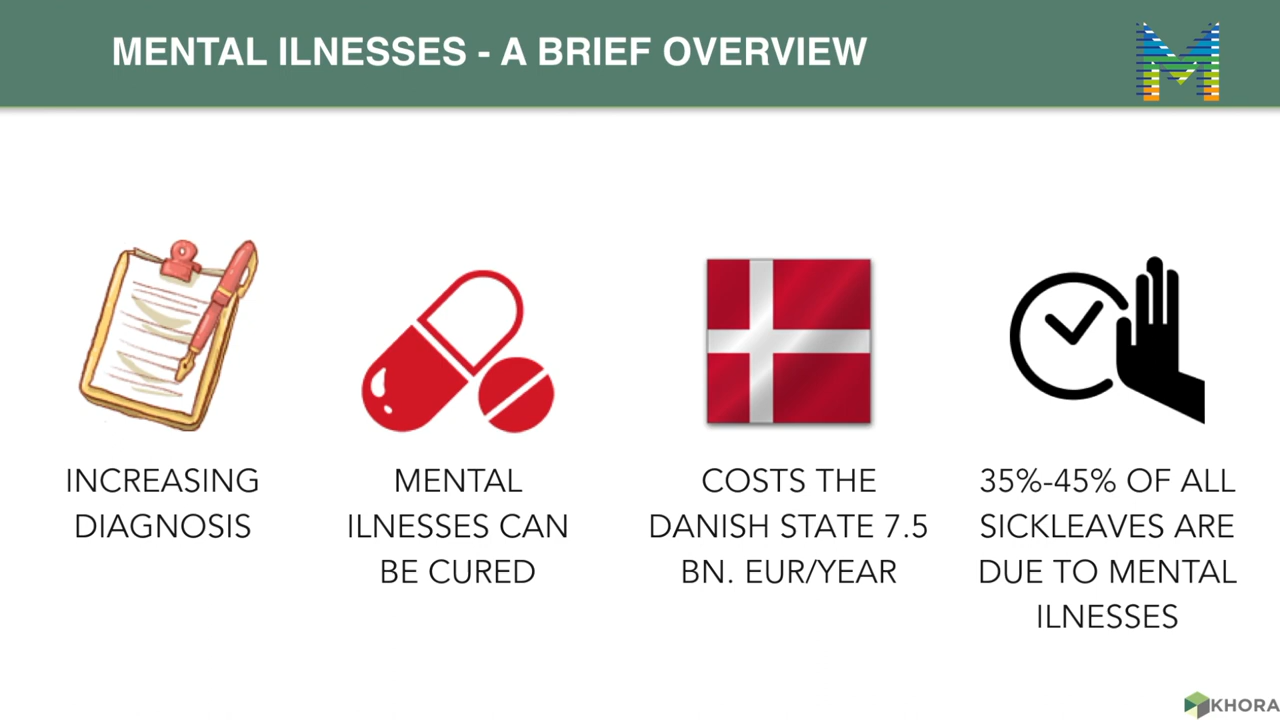 MENTAL ILNESSES - A BRIEF OVERVIEW
M
INCREASING
DIAGNOSIS
MENTAL
ILNESSES CAN
BE CURED
COSTS THE
DANISH STATE 7.5
BN. EUR/YEAR
35%-45% OF ALL
SICKLEAVES ARE
DUE TO MENTAL
ILNESSES
KHORA